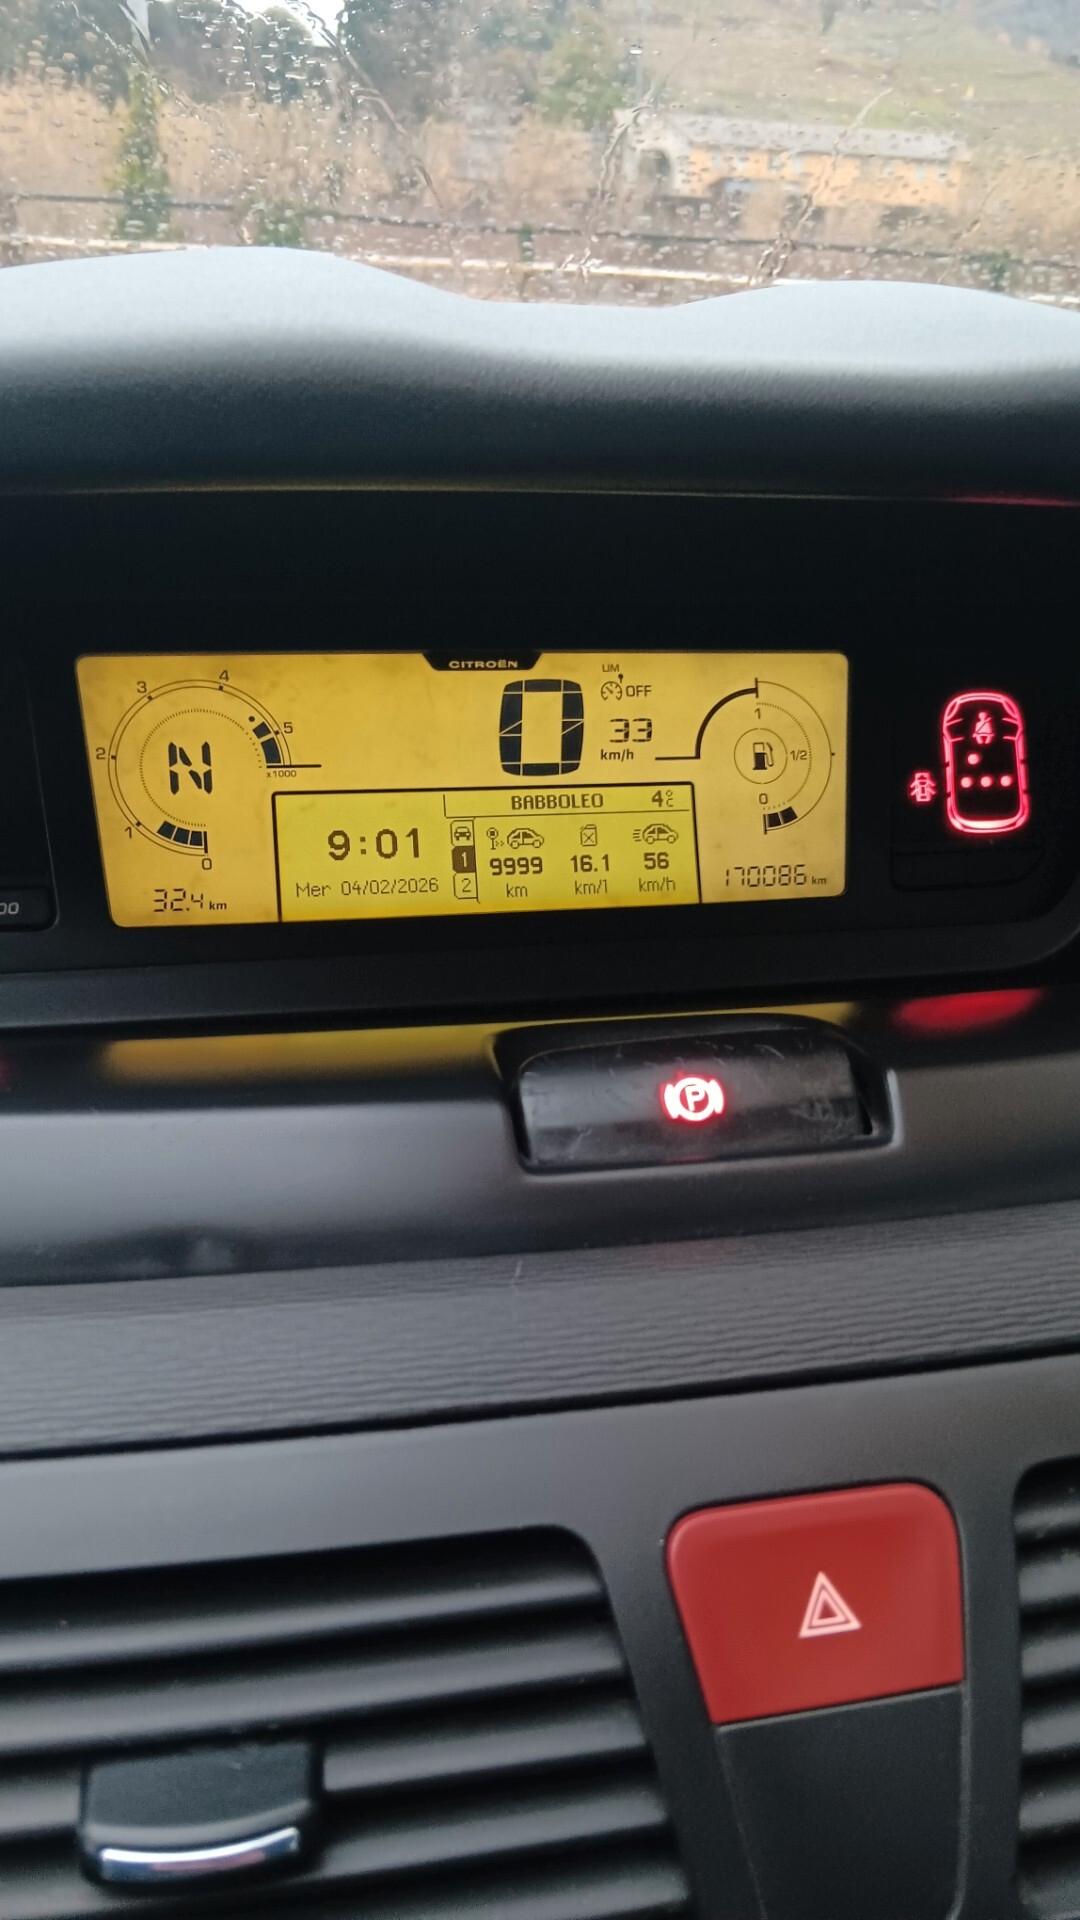 CITROËN
4
3
5
2
x1000
1
0
N
32.4 km
0
LIM
OFF
33
km/h
1
1/2
0
170086 km
BABBOLEO
4°C
9:01
Mer 04/02/2026
1
2
9999
km
16.1
km/l
56
km/h
00
P